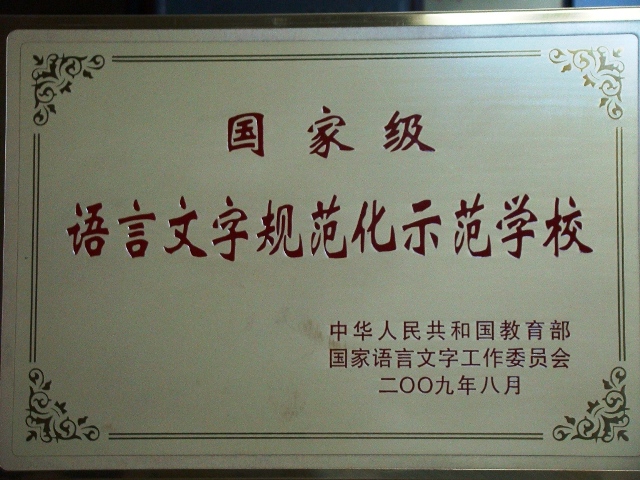 国家级
语言文字规范化示范学校
中华人民共和国教育部
国家语言文字工作委员会
二〇〇九年八月